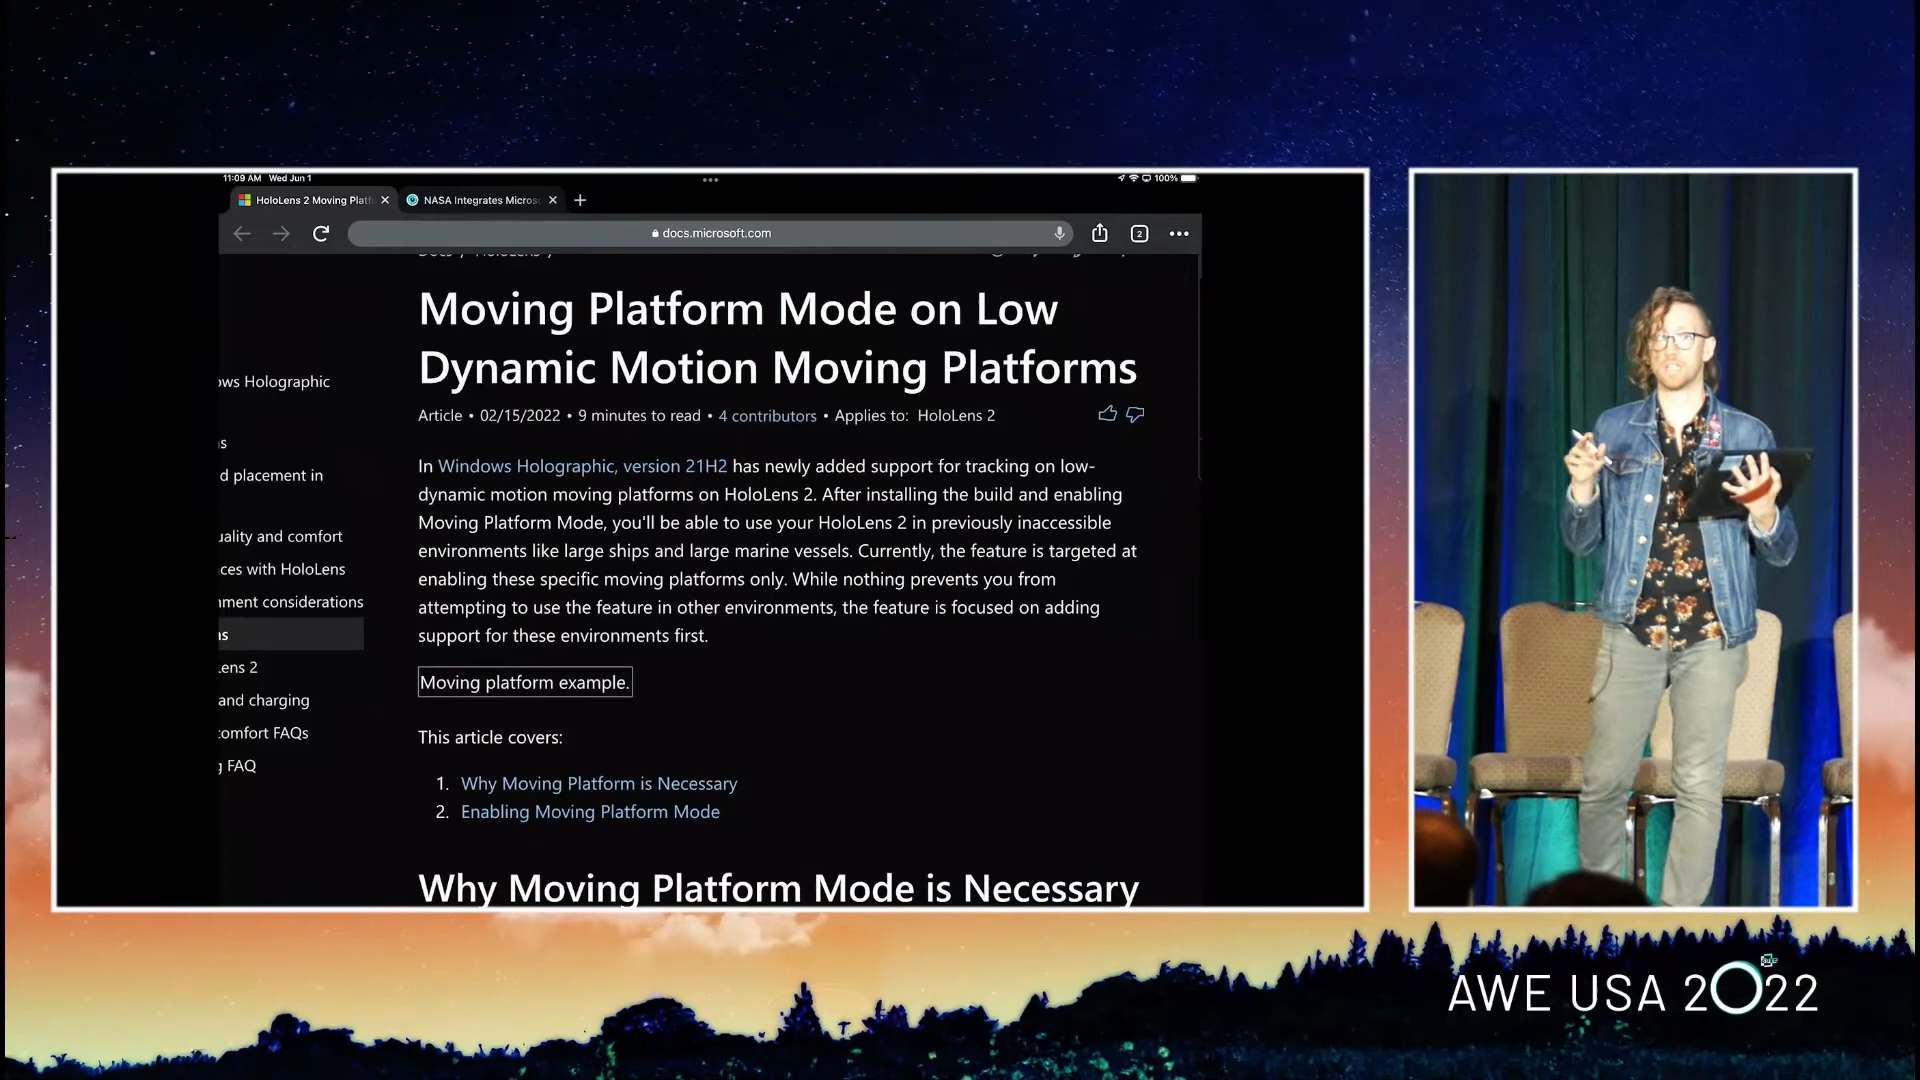 11:09 AM Wed Jun 1
100%
HoloLens 2 Moving Platf
NASA Integrates Micros
docs.microsoft.com
2
Moving Platform Mode on Low
Dynamic Motion Moving Platforms
Article • 02/15/2022 • 9 minutes to read • 4 contributors • Applies to: HoloLens 2
In Windows Holographic, version 21H2 has newly added support for tracking on low-
dynamic motion moving platforms on HoloLens 2. After installing the build and enabling
Moving Platform Mode, you'll be able to use your HoloLens 2 in previously inaccessible
environments like large ships and large marine vessels. Currently, the feature is targeted at
enabling these specific moving platforms only. While nothing prevents you from
attempting to use the feature in other environments, the feature is focused on adding
support for these environments first.
Moving platform example.
This article covers:
1. Why Moving Platform is Necessary
2. Enabling Moving Platform Mode
Why Moving Platform Mode is Necessary
ows Holographic
ns
d placement in
uality and comfort
ces with HoloLens
nment considerations
ns
Lens 2
and charging
comfort FAQs
g FAQ
AWE USA 2022